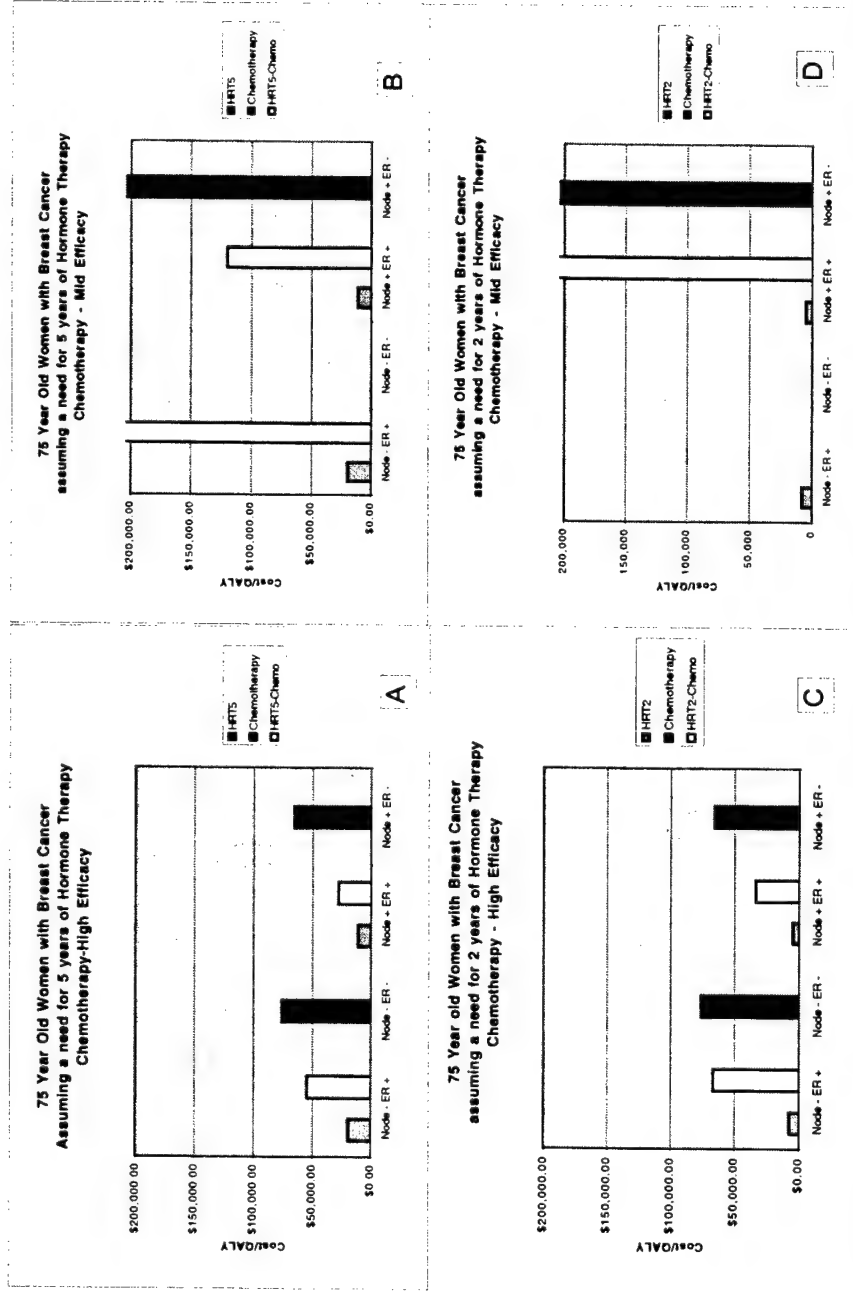 75 Year Old Women with Breast Cancer
Assuming a need for 5 years of Hormone Therapy
Chemotherapy-High Efficacy
$200,000.00
$150,000.00
$100,000.00
$50,000.00
$0.00
Cost/QALY
Node - ER +
Node - ER -
Node + ER +
Node + ER -
HRT5
Chemotherapy
HRT5-Chemo
A
75 Year Old Women with Breast Cancer
assuming a need for 5 years of Hormone Therapy
Chemotherapy - Mid Efficacy
$200,000.00
$150,000.00
$100,000.00
$50,000.00
$0.00
Cost/QALY
Node - ER +
Node - ER -
Node + ER +
Node + ER -
HRT5
Chemotherapy
HRT5-Chemo
B
75 Year old Women with Breast Cancer
assuming a need for 2 years of Hormone Therapy
Chemotherapy - High Efficacy
$200,000.00
$150,000.00
$100,000.00
$50,000.00
$0.00
Cost/QALY
Node - ER +
Node - ER -
Node + ER +
Node + ER -
HRT2
Chemotherapy
HRT2-Chemo
C
75 Year Old Women with Breast Cancer
assuming a need for 2 years of Hormone Therapy
Chemotherapy - Mid Efficacy
200,000
150,000
100,000
50,000
0
Cost/QALY
Node - ER +
Node - ER -
Node + ER +
Node + ER -
HRT2
Chemotherapy
HRT2-Chemo
D